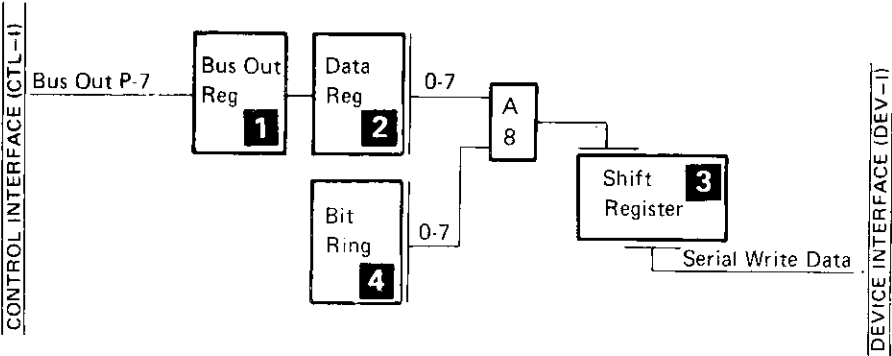 CONTROL INTERFACE (CTL-I)
Bus Out P-7
Bus Out
Reg
1
Data
Reg
2
0-7
A
8
Shift
Register
3
Bit
Ring
4
0-7
Serial Write Data
DEVICE INTERFACE (DEV-I)